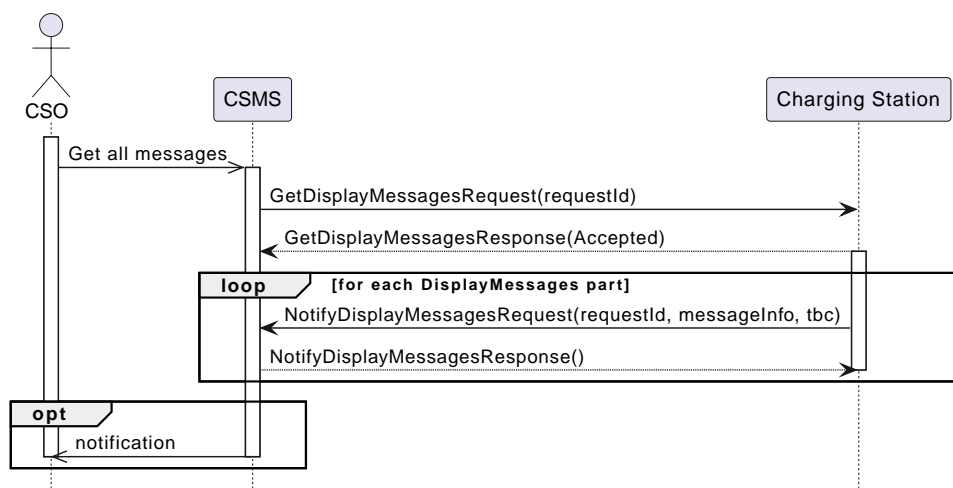 CSO
CSMS
Charging Station
Get all messages
GetDisplayMessagesRequest(requestId)
GetDisplayMessagesResponse(Accepted)
loop [for each DisplayMessages part]
NotifyDisplayMessagesRequest(requestId, messageInfo, tbc)
NotifyDisplayMessagesResponse()
opt
notification